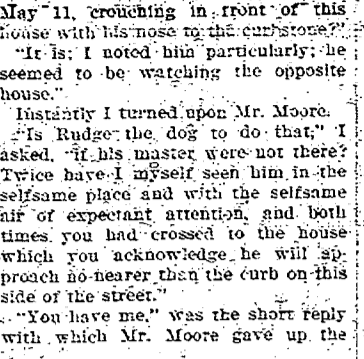 May 11, crouching in front of this
house with his nose to the curbstone?"
"It is; I noted him particularly; he
seemed to be watching the opposite
house."
Instantly I turned upon Mr. Moore.
"Is Rudge the dog to do that," I
asked, "if his master were not there?
Twice have I myself seen him in the
selfsame place and with the selfsame
air of expectant attention, and both
times you had crossed to the house
which you acknowledge he will ap-
proach no nearer than the curb on this
side of the street."
"You have me," was the short reply
with which Mr. Moore gave up the